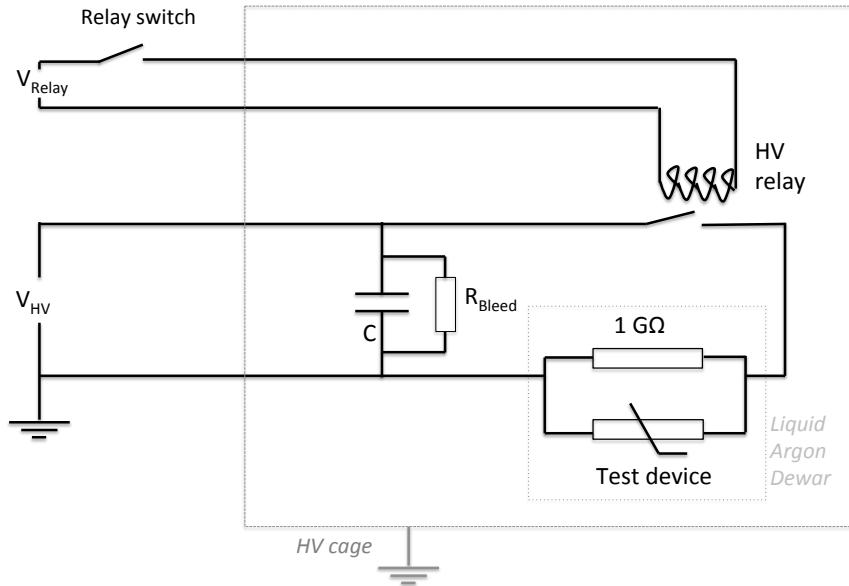 Relay switch
V_Relay
HV
relay
V_HV
R_Bleed
C
1 GΩ
Test device
Liquid
Argon
Dewar
HV cage